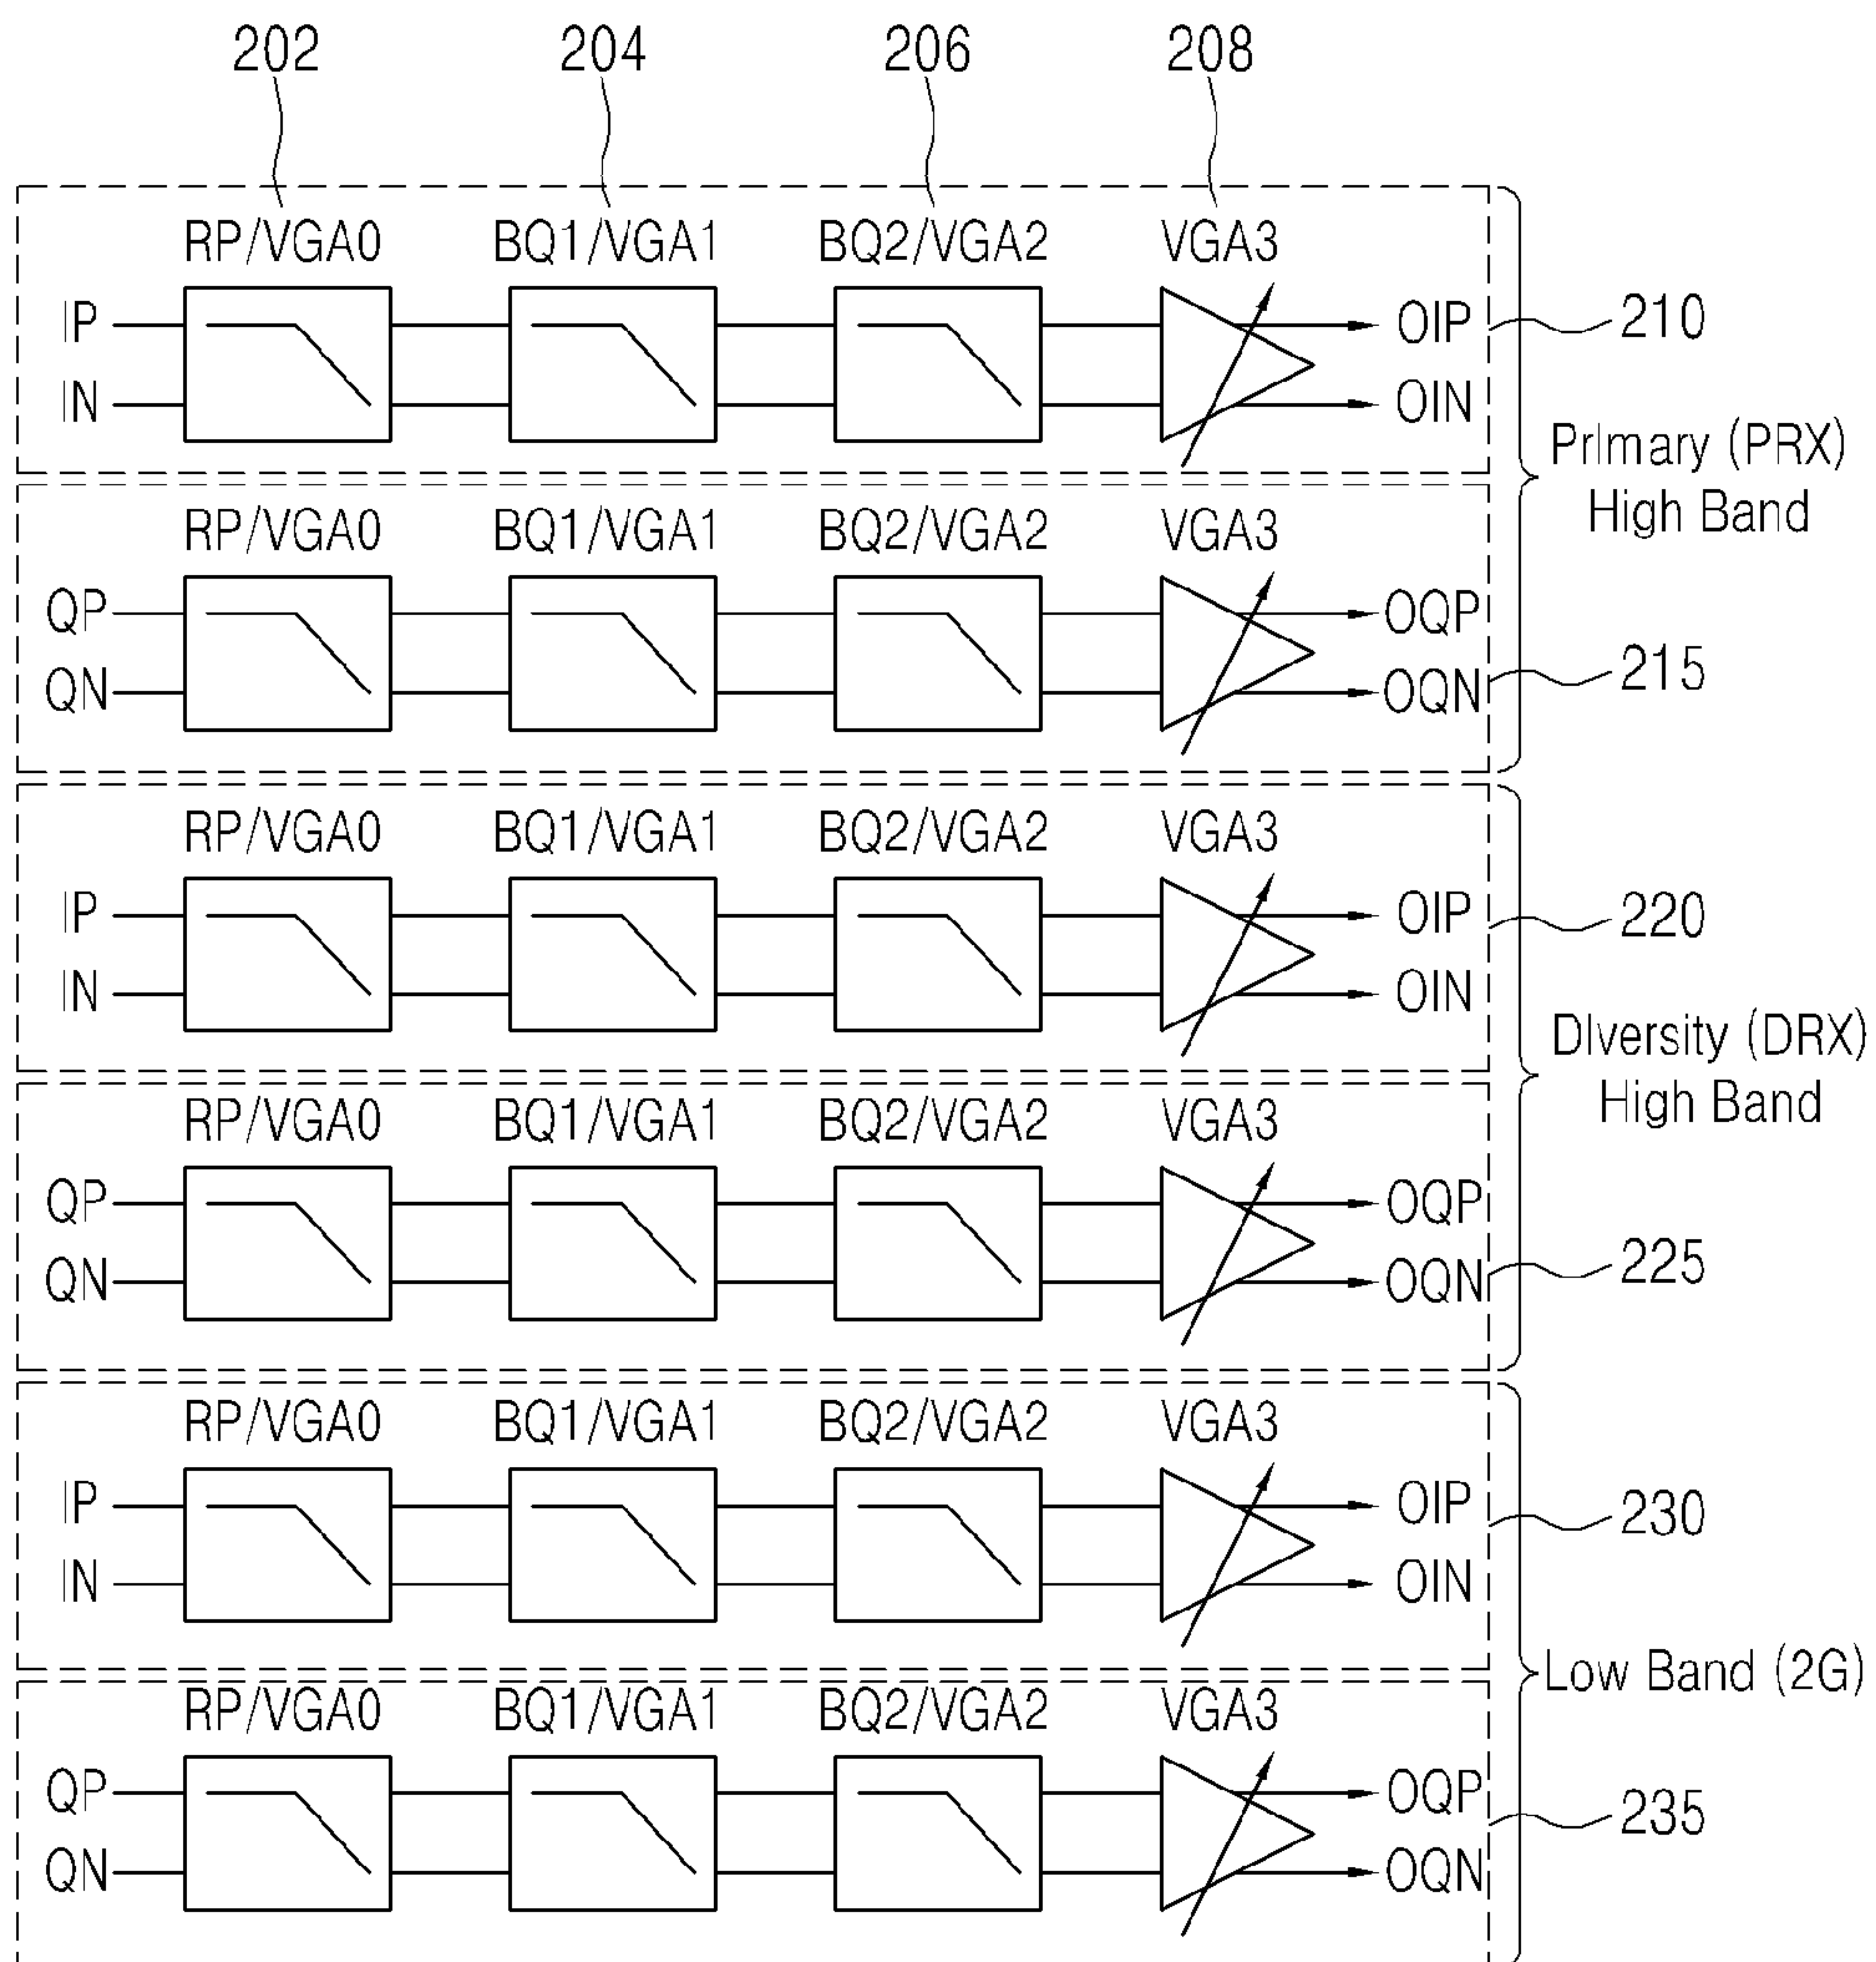 202 204 206 208
RP/VGA0 BQ1/VGA1 BQ2/VGA2 VGA3
IP OIP 210
IN OIN
PrImary (PRX)
High Band
RP/VGA0 BQ1/VGA1 BQ2/VGA2 VGA3
QP OQP
QN OQN 215
RP/VGA0 BQ1/VGA1 BQ2/VGA2 VGA3
IP OIP 220
IN OIN
DIversity (DRX)
High Band
RP/VGA0 BQ1/VGA1 BQ2/VGA2 VGA3
QP OQP
QN OQN 225
RP/VGA0 BQ1/VGA1 BQ2/VGA2 VGA3
IP OIP 230
IN OIN
Low Band (2G)
RP/VGA0 BQ1/VGA1 BQ2/VGA2 VGA3
QP OQP 235
QN OQN